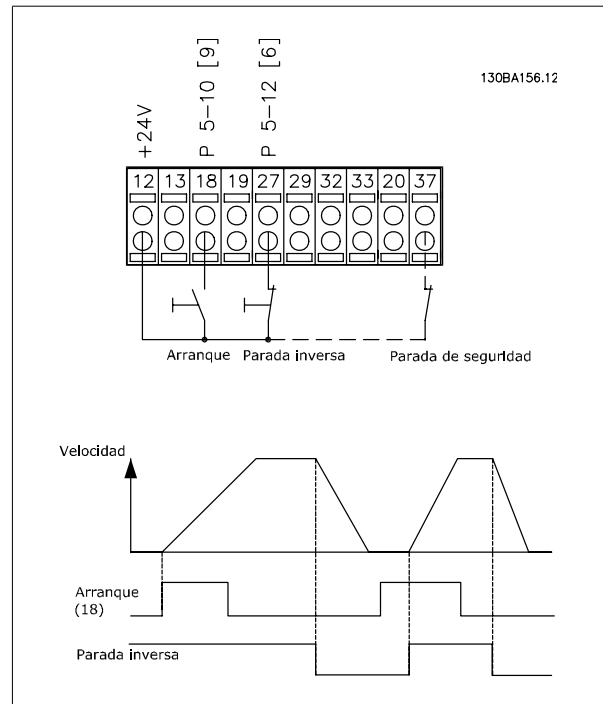 130BA156.12
+24V
P 5-10 [9]
P 5-12 [6]
12 13 18 19 27 29 32 33 20 37
Arranque Parada inversa Parada de seguridad
Velocidad
Arranque
(18)
Parada inversa